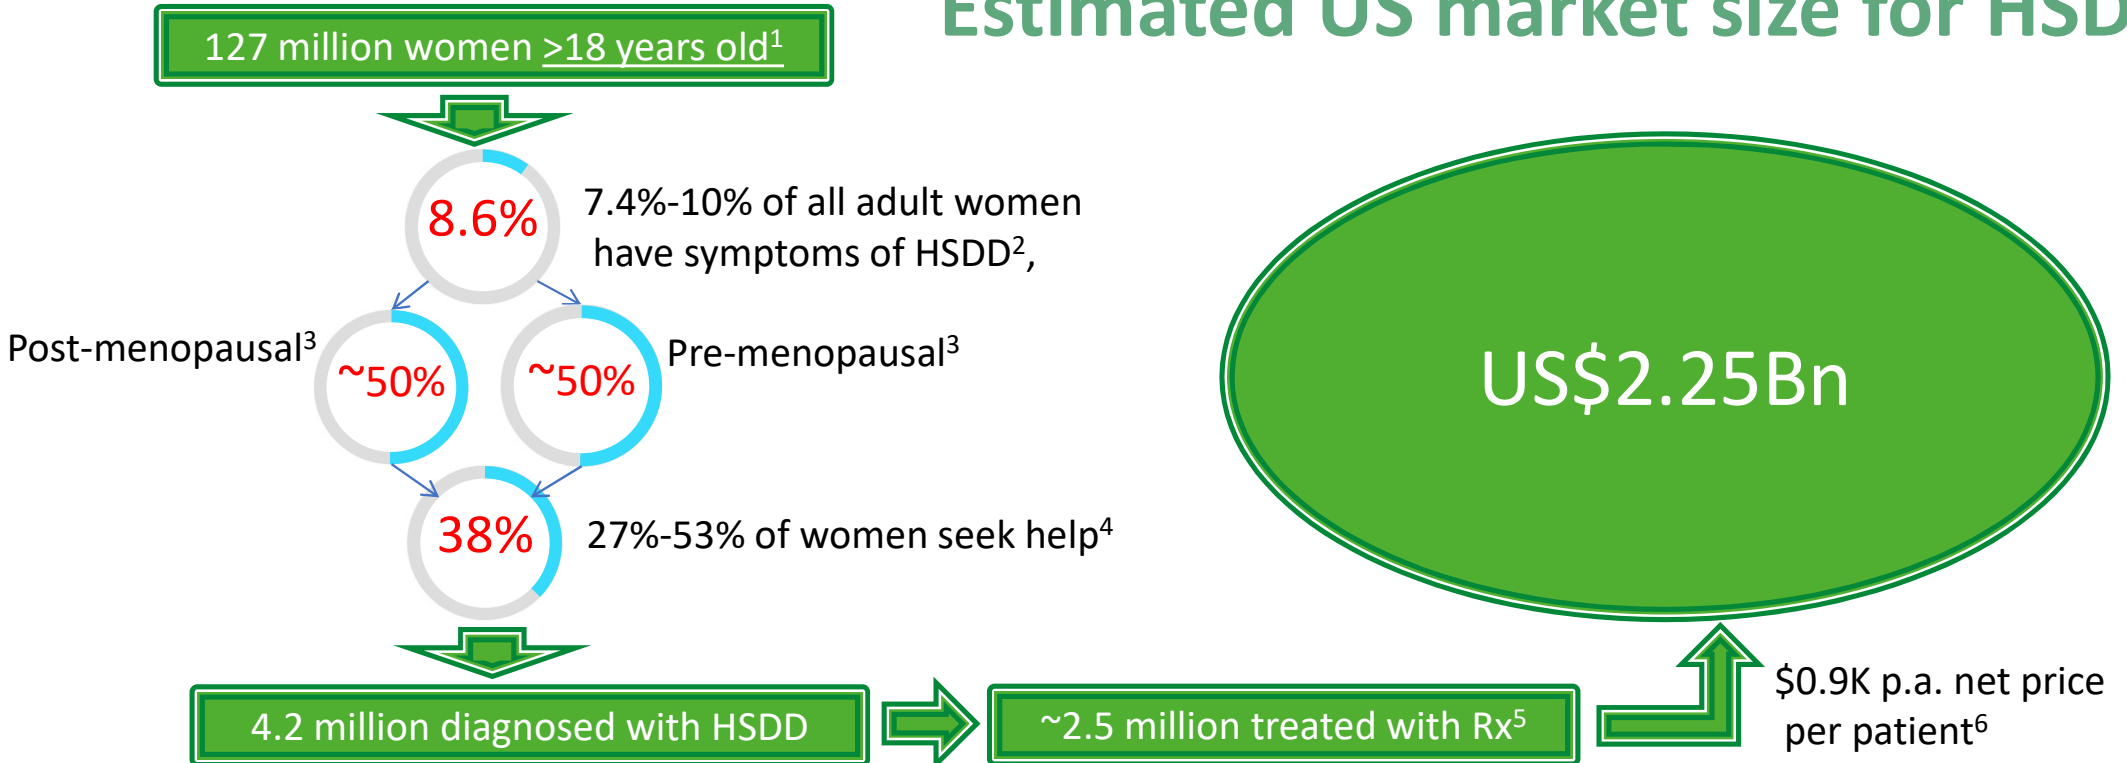 Estimated US market size for HSD
127 million women >18 years old1
8.6%
7.4%-10% of all adult women
have symptoms of HSDD2,
Post-menopausal3
~50%
~50%
Pre-menopausal3
38%
27%-53% of women seek help4
US$2.25Bn
4.2 million diagnosed with HSDD
~2.5 million treated with Rx5
$0.9K p.a. net price
per patient6